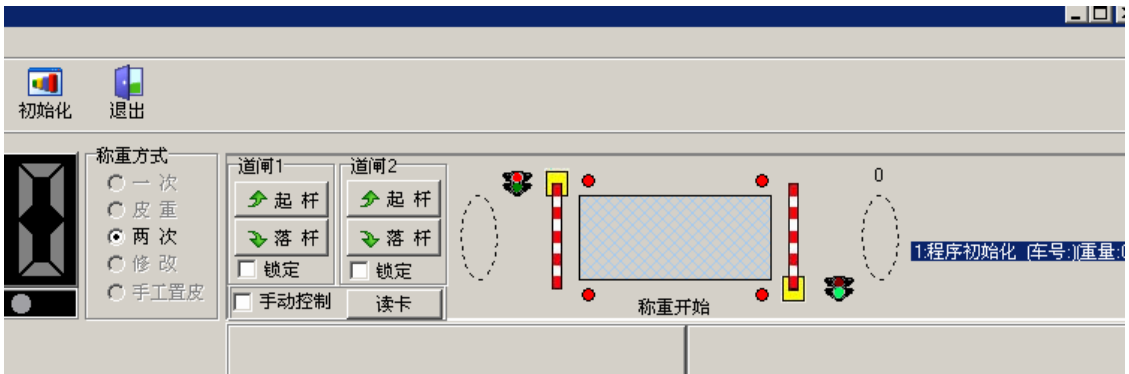 初始化
退出
称重方式
一 次
皮 重
两 次
修 改
手工置皮
道闸1
起 杆
落 杆
锁定
手动控制
道闸2
起 杆
落 杆
锁定
读卡
称重开始
0
1:程序初始化 [车号:][重量:0